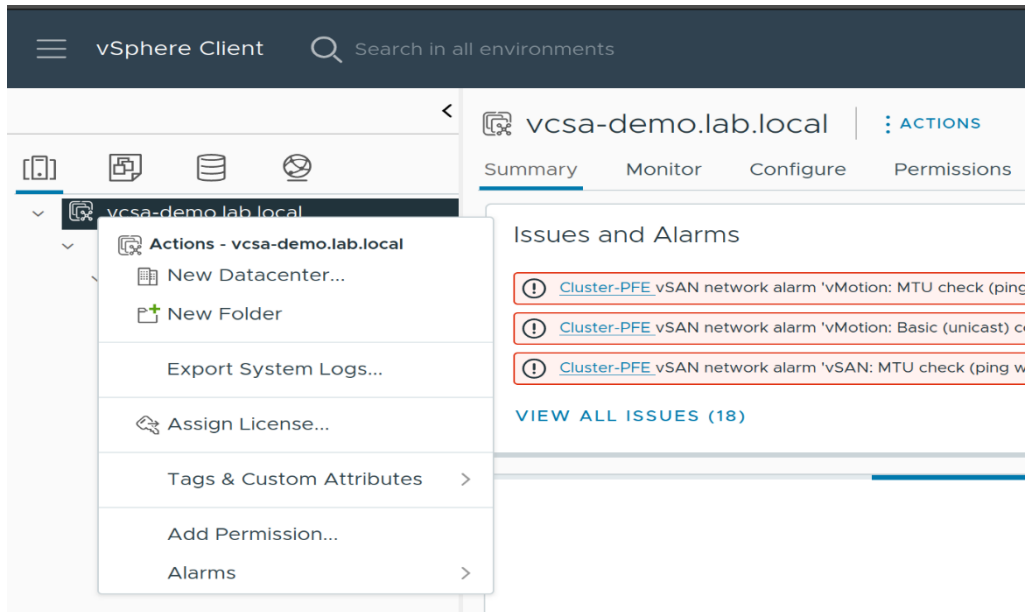 vSphere Client
Search in all environments
vcsa-demo.lab.local
ACTIONS
Summary
Monitor
Configure
Permissions
vcsa-demo.lab.local
Actions - vcsa-demo.lab.local
New Datacenter...
New Folder
Export System Logs...
Assign License...
Tags & Custom Attributes
Add Permission...
Alarms
Issues and Alarms
Cluster-PFE vSAN network alarm 'vMotion: MTU check (ping
Cluster-PFE vSAN network alarm 'vMotion: Basic (unicast)
Cluster-PFE vSAN network alarm 'vSAN: MTU check (ping
VIEW ALL ISSUES (18)